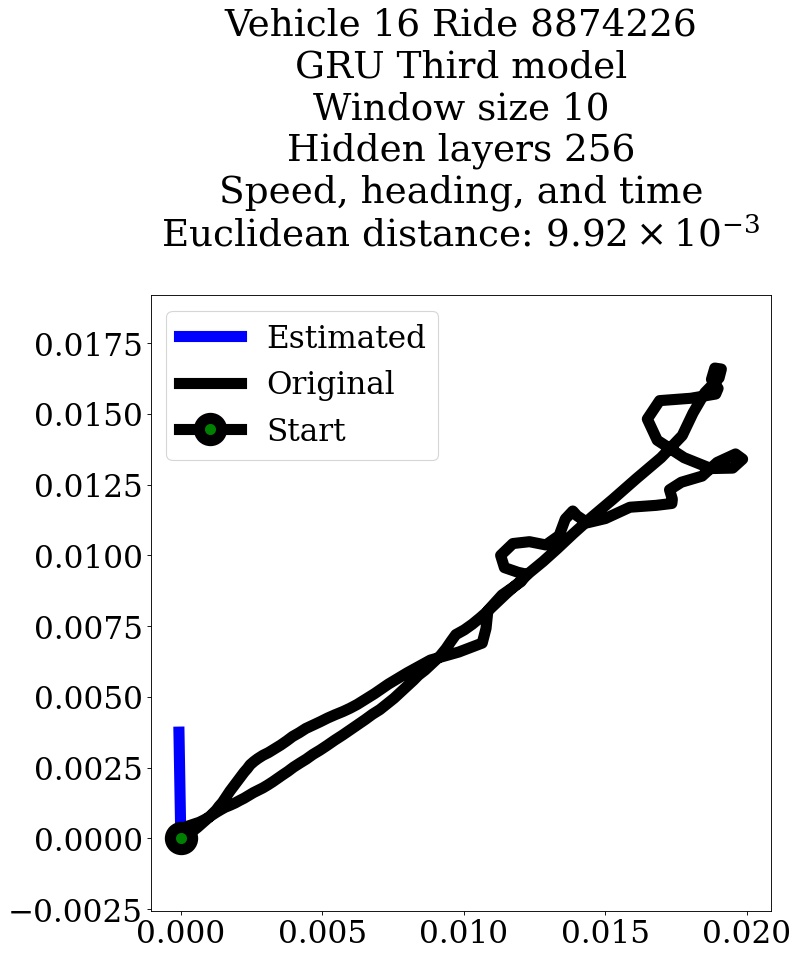 Vehicle 16 Ride 8874226
GRU Third model
Window size 10
Hidden layers 256
Speed, heading, and time
Euclidean distance: 9.92 × 10⁻³
Estimated
Original
Start
0.0175
0.0150
0.0125
0.0100
0.0075
0.0050
0.0025
0.0000
−0.0025
0.000 0.005 0.010 0.015 0.020